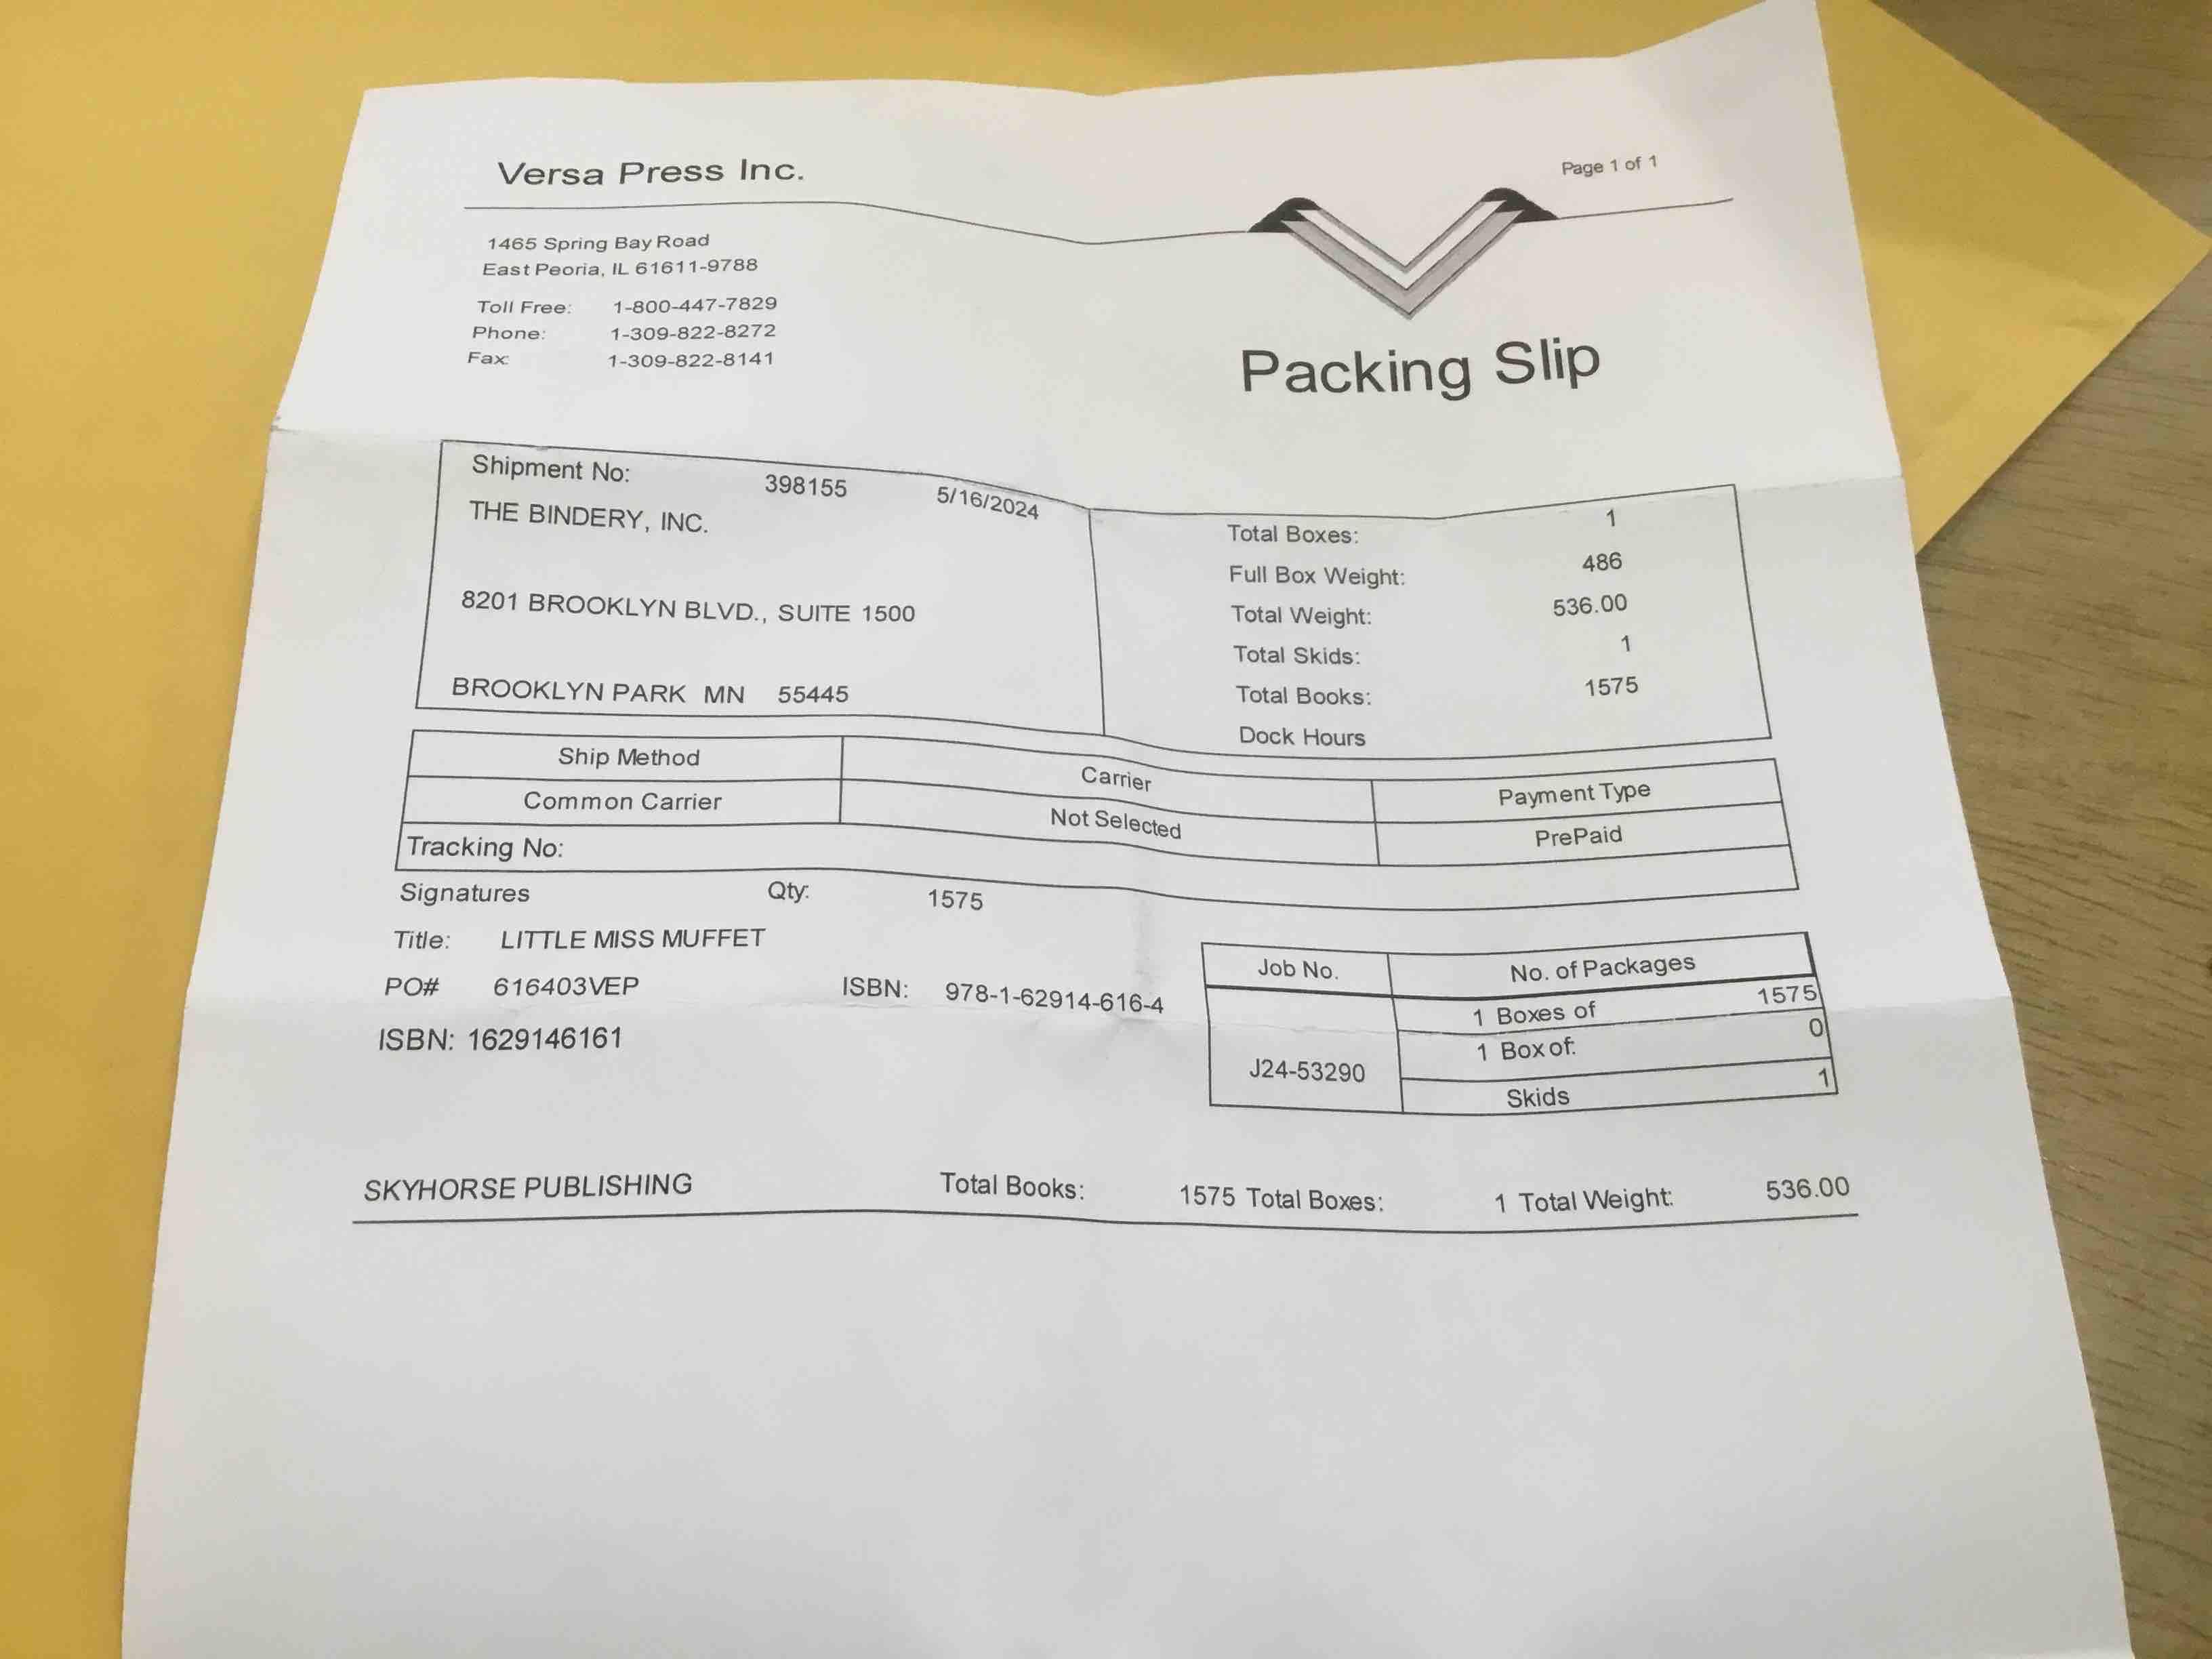 Versa Press Inc.
Page 1 of 1
1465 Spring Bay Road
East Peoria, IL 61611-9788
Toll Free: 1-800-447-7829
Phone: 1-309-822-8272
Fax: 1-309-822-8141
Packing Slip
Shipment No: 398155 5/16/2024
THE BINDERY, INC.
8201 BROOKLYN BLVD., SUITE 1500
BROOKLYN PARK MN 55445
Total Boxes: 1
Full Box Weight: 486
Total Weight: 536.00
Total Skids: 1
Total Books: 1575
Dock Hours
Ship Method Carrier Payment Type
Common Carrier Not Selected PrePaid
Tracking No:
Signatures Qty: 1575
Title: LITTLE MISS MUFFET
PO# 616403VEP ISBN: 978-1-62914-616-4
ISBN: 1629146161
Job No. No. of Packages
1 Boxes of 1575
1 Box of: 0
J24-53290
Skids 1
SKYHORSE PUBLISHING Total Books: 1575 Total Boxes: 1 Total Weight: 536.00